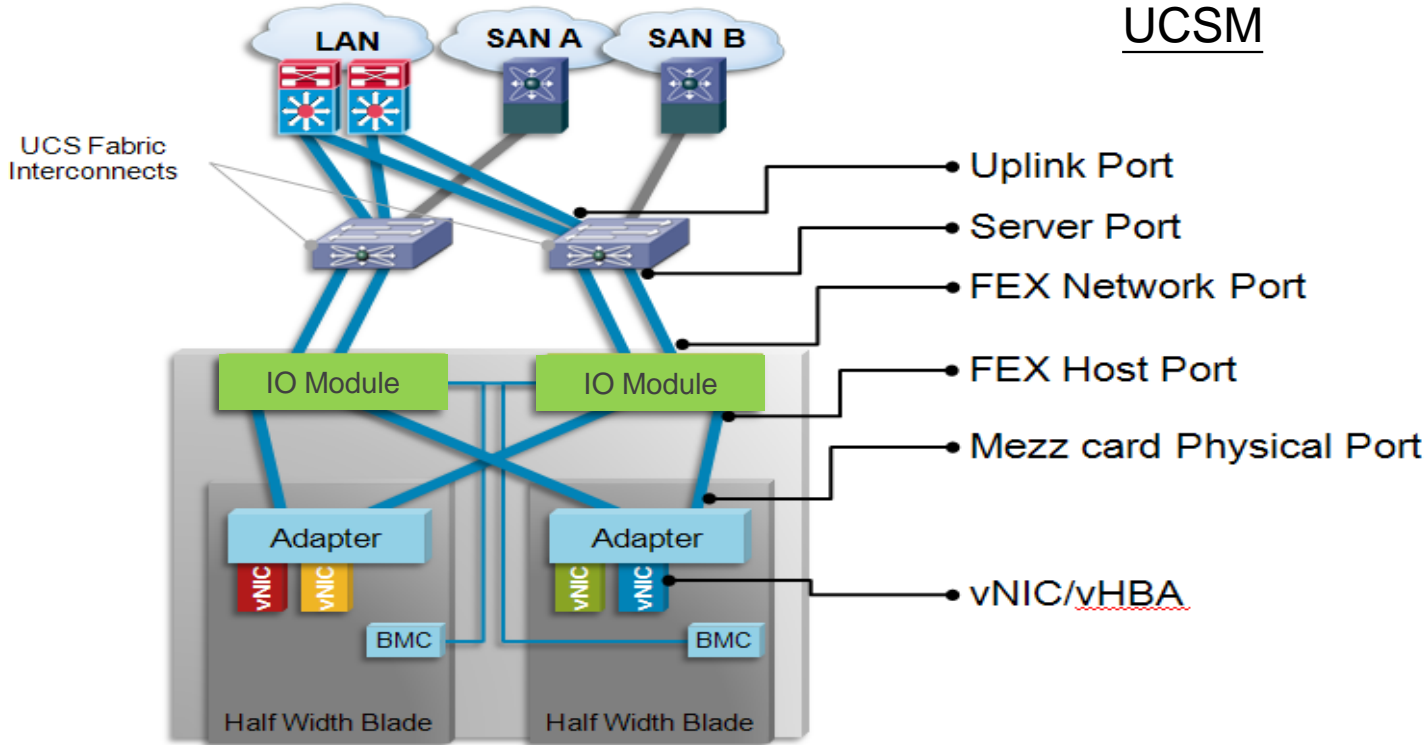 UCSM
LAN
SAN A
SAN B
UCS Fabric
Interconnects
Uplink Port
Server Port
FEX Network Port
FEX Host Port
Mezz card Physical Port
vNIC/vHBA
IO Module
IO Module
Adapter
Adapter
vNIC
vNIC
vNIC
vNIC
BMC
BMC
Half Width Blade
Half Width Blade